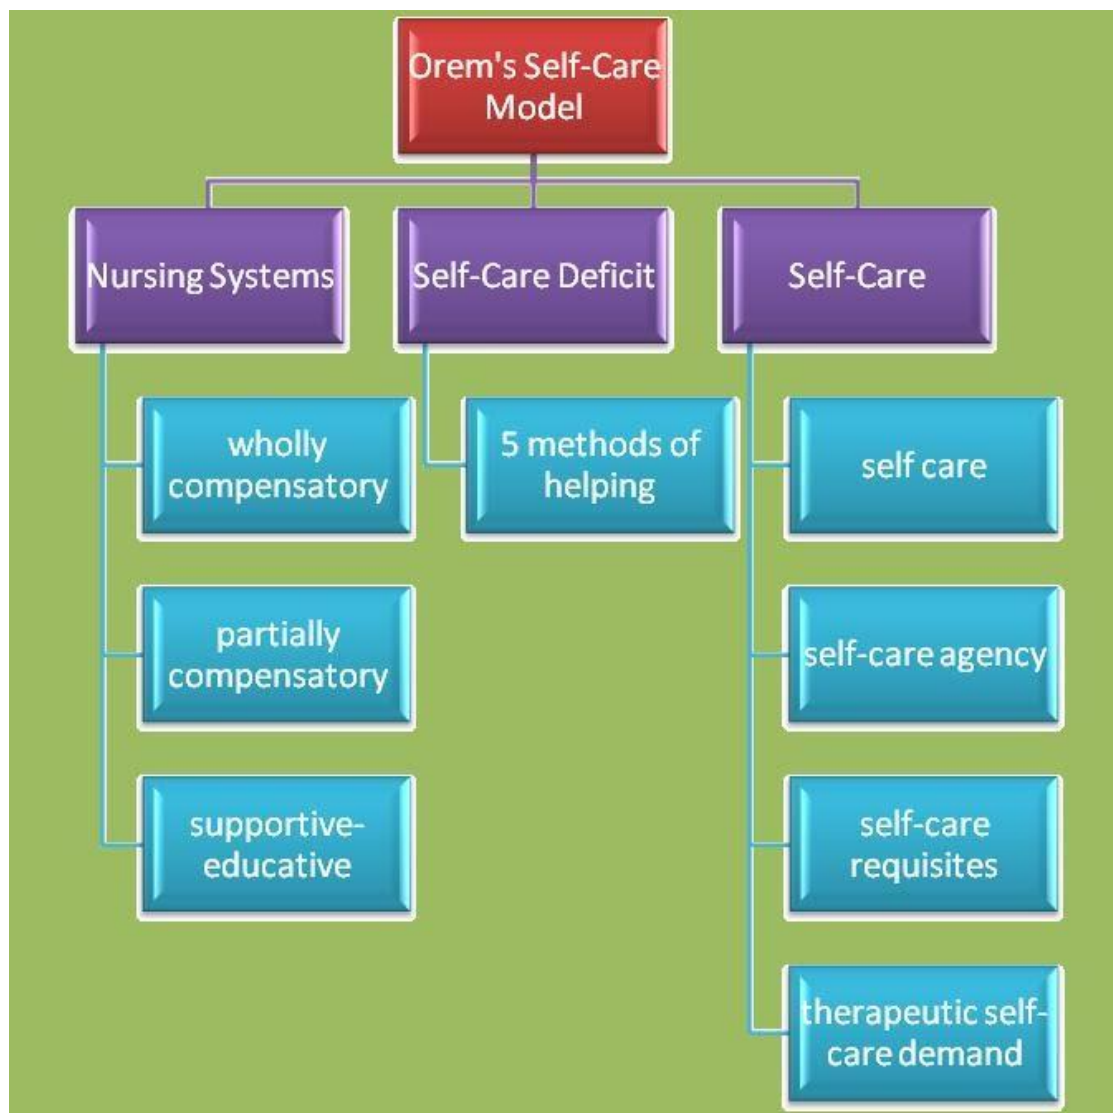 Orem's Self-Care
Model
Nursing Systems
Self-Care Deficit
Self-Care
wholly
compensatory
5 methods of
helping
self care
partially
compensatory
self-care agency
supportive-
educative
self-care
requisites
therapeutic self-
care demand